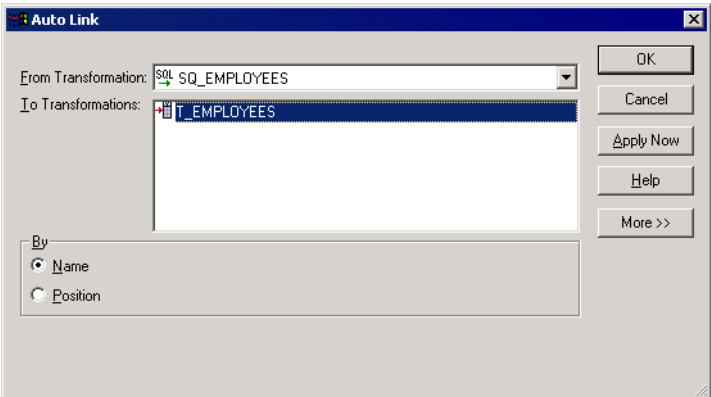 Auto Link
From Transformation: SQL SQ_EMPLOYEES
OK
To Transformations: T_EMPLOYEES
Cancel
Apply Now
Help
More >>
By
Name
Position